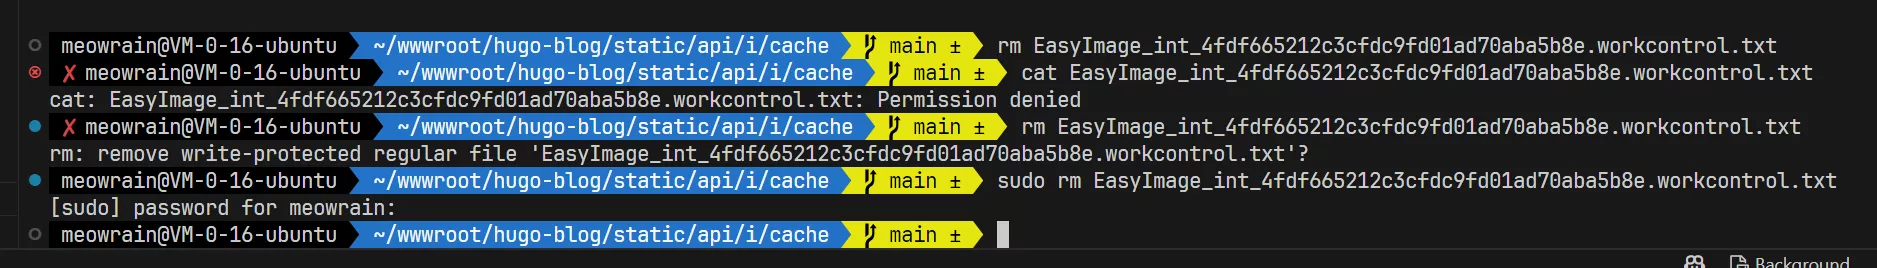 meowrain@VM-0-16-ubuntu ~/wwwroot/hugo-blog/static/api/i/cache main ± rm EasyImage_int_4fdf665212c3cfdc9fd01ad70aba5b8e.workcontrol.txt
✗ meowrain@VM-0-16-ubuntu ~/wwwroot/hugo-blog/static/api/i/cache main ± cat EasyImage_int_4fdf665212c3cfdc9fd01ad70aba5b8e.workcontrol.txt
cat: EasyImage_int_4fdf665212c3cfdc9fd01ad70aba5b8e.workcontrol.txt: Permission denied
✗ meowrain@VM-0-16-ubuntu ~/wwwroot/hugo-blog/static/api/i/cache main ± rm EasyImage_int_4fdf665212c3cfdc9fd01ad70aba5b8e.workcontrol.txt
rm: remove write-protected regular file 'EasyImage_int_4fdf665212c3cfdc9fd01ad70aba5b8e.workcontrol.txt'?
meowrain@VM-0-16-ubuntu ~/wwwroot/hugo-blog/static/api/i/cache main ± sudo rm EasyImage_int_4fdf665212c3cfdc9fd01ad70aba5b8e.workcontrol.txt
[sudo] password for meowrain:
meowrain@VM-0-16-ubuntu ~/wwwroot/hugo-blog/static/api/i/cache main ±
Background